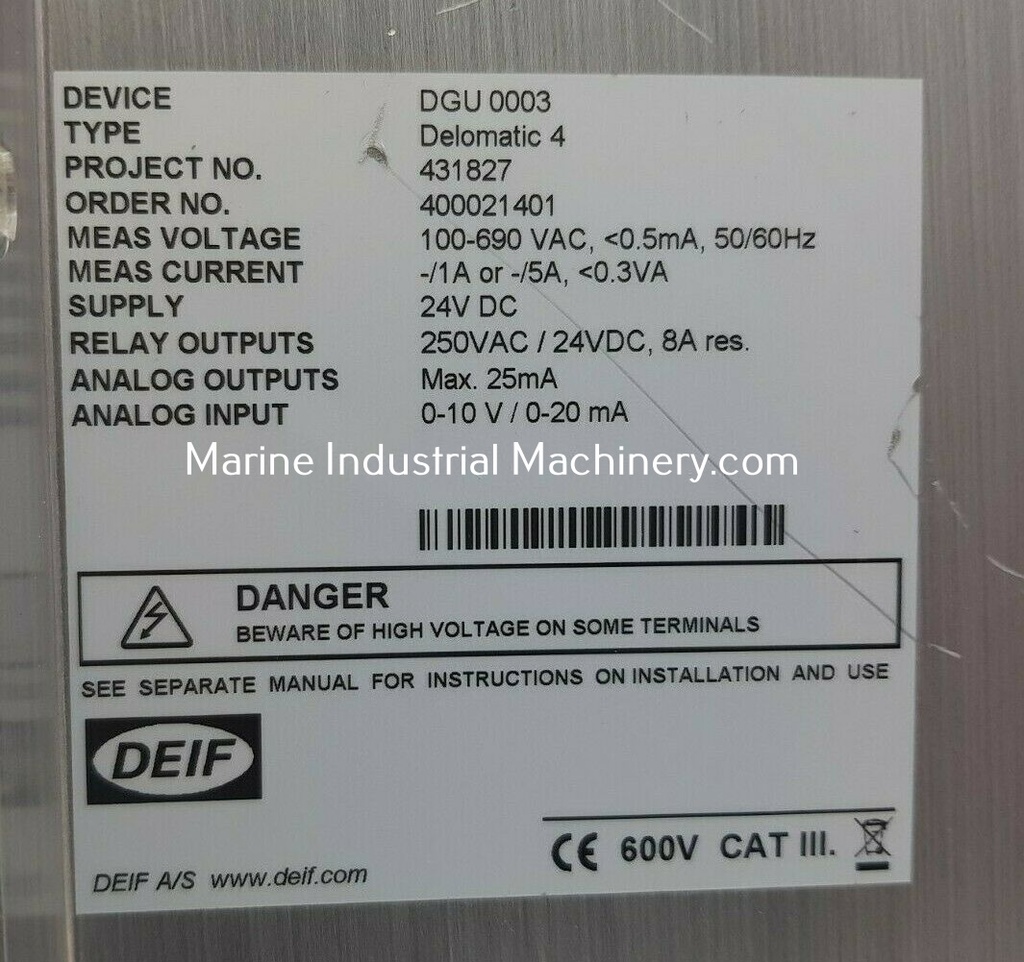 DEVICE DGU 0003
TYPE Delomatic 4
PROJECT NO. 431827
ORDER NO. 400021401
MEAS VOLTAGE 100-690 VAC, <0.5mA, 50/60Hz
MEAS CURRENT -/1A or -/5A, <0.3VA
SUPPLY 24V DC
RELAY OUTPUTS 250VAC / 24VDC, 8A res.
ANALOG OUTPUTS Max. 25mA
ANALOG INPUT 0-10 V / 0-20 mA
Marine Industrial Machinery.com
DANGER
BEWARE OF HIGH VOLTAGE ON SOME TERMINALS
SEE SEPARATE MANUAL FOR INSTRUCTIONS ON INSTALLATION AND USE
DEIF
CE 600V CAT III.
DEIF A/S www.deif.com